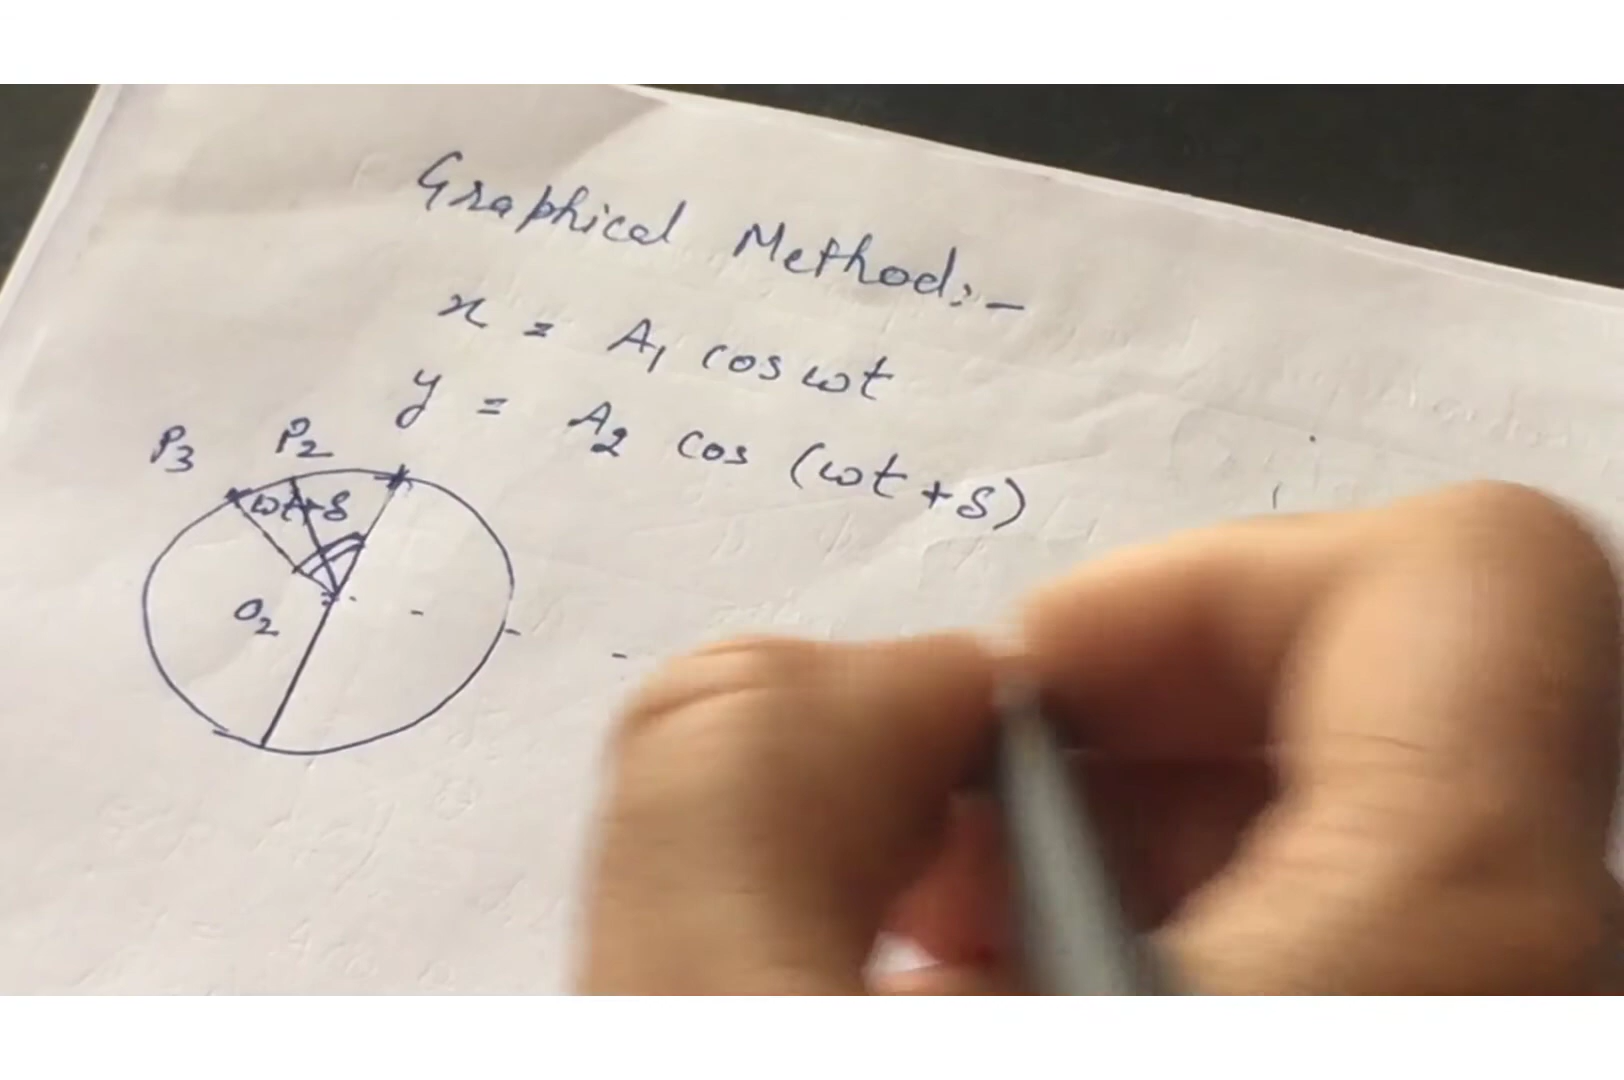 Graphical Method:-
x = A₁ cos ωt
y = A₂ cos (ωt + δ)
P₃ P₂
ωt+δ
O₂